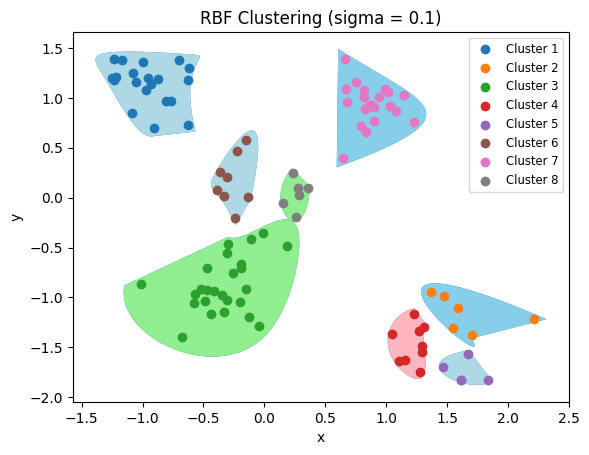 RBF Clustering (sigma = 0.1)
y
1.5
1.0
0.5
0.0
−0.5
−1.0
−1.5
−2.0
Cluster 1
Cluster 2
Cluster 3
Cluster 4
Cluster 5
Cluster 6
Cluster 7
Cluster 8
−1.5 −1.0 −0.5 0.0 0.5 1.0 1.5 2.0 2.5
x